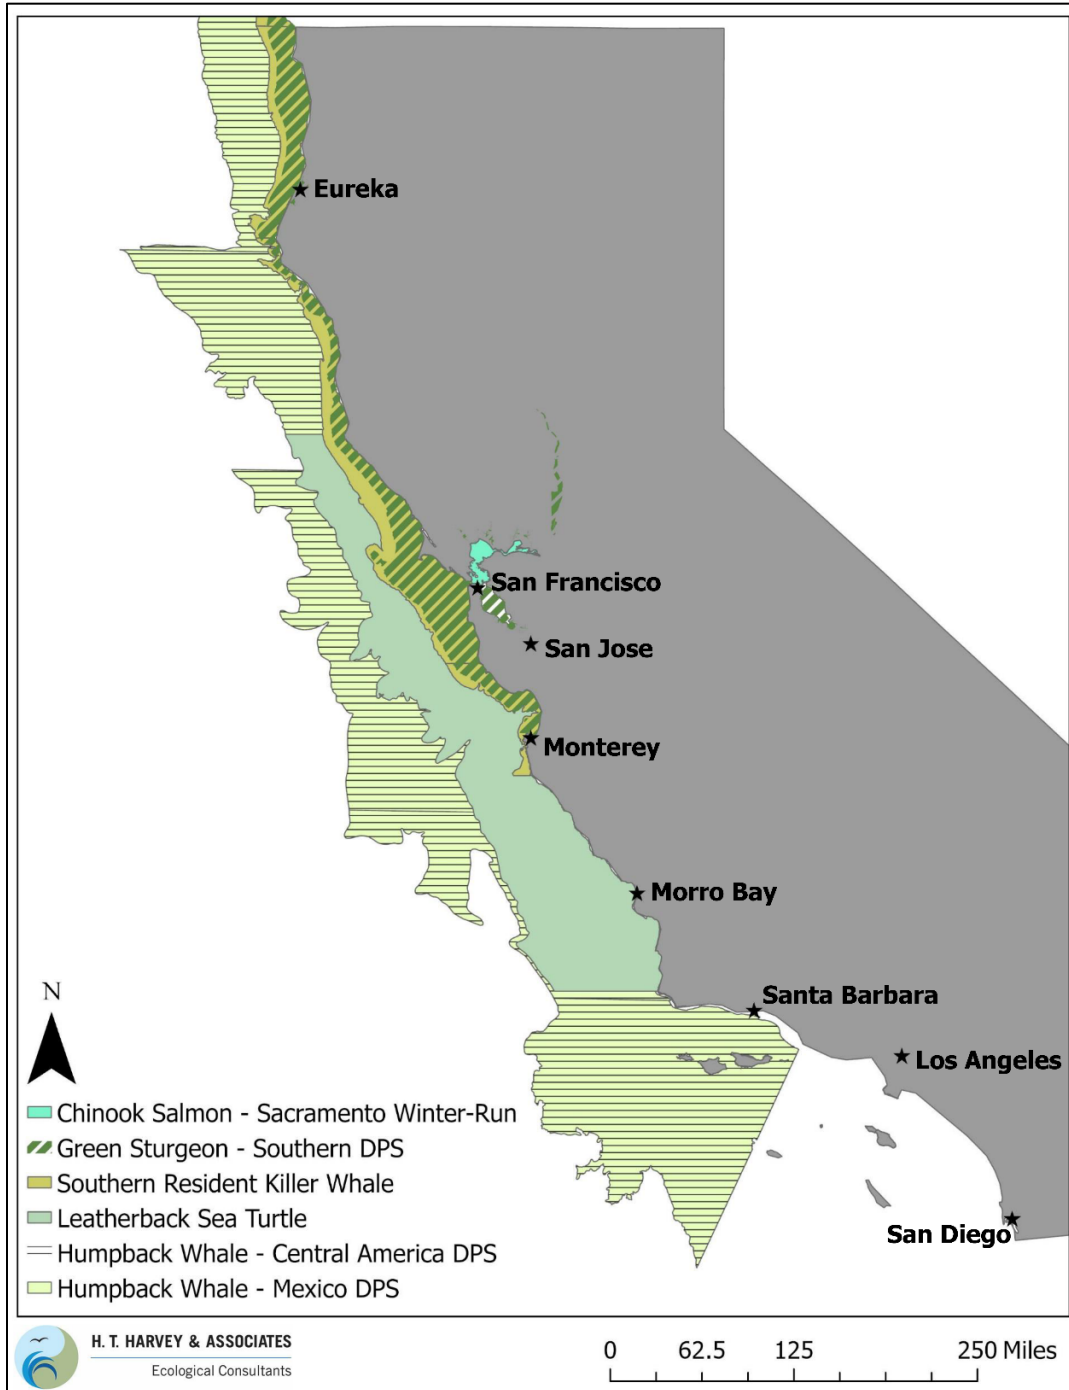 Eureka
San Francisco
San Jose
Monterey
Morro Bay
Santa Barbara
Los Angeles
San Diego
N
Chinook Salmon - Sacramento Winter-Run
Green Sturgeon - Southern DPS
Southern Resident Killer Whale
Leatherback Sea Turtle
Humpback Whale - Central America DPS
Humpback Whale - Mexico DPS
H. T. HARVEY & ASSOCIATES
Ecological Consultants
0 62.5 125 250 Miles